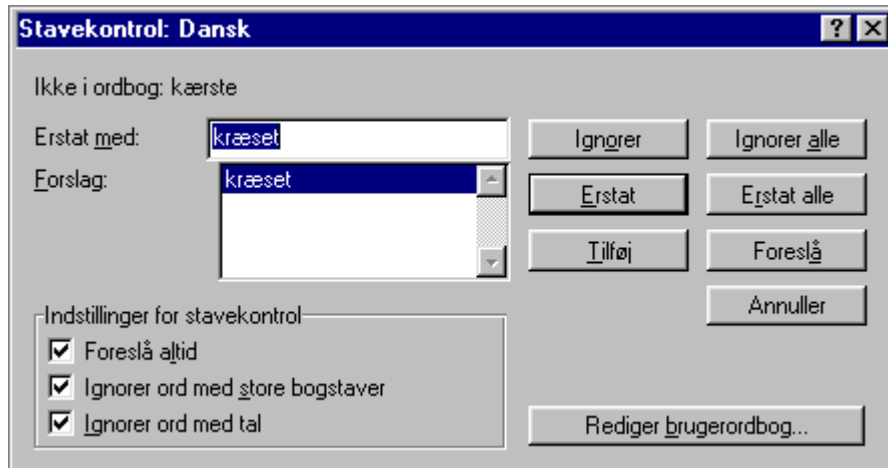 Stavekontrol: Dansk
Ikke i ordbog: kærste
Erstat med: kræset Ignorer Ignorer alle
Forslag: kræset Erstat Erstat alle
Tilføj Foreslå
Annuller
Indstillinger for stavekontrol
Foreslå altid
Ignorer ord med store bogstaver
Ignorer ord med tal
Rediger brugerordbog...